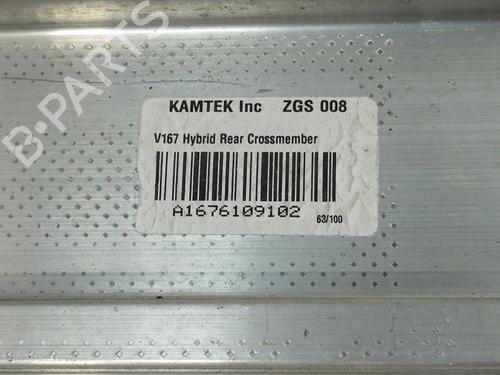 KAMTEK Inc ZGS 008
V167 Hybrid Rear Crossmember
A1676109102
63/100
B-PARTS